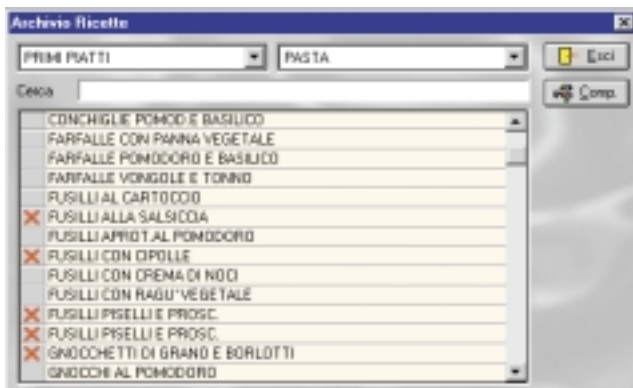 Archivio Ricette
PRIMI PIATTI
PASTA
Esci
Cerca
Comp.
CONCHIGLIE POMOD.E BASILICO
FARFALLE CON PANNA VEGETALE
FARFALLE POMODORO E BASILICO
FARFALLE VONGOLE E TONNO
FUSILLI AL CARTOCCIO
FUSILLI ALLA SALSICCIA
FUSILLI APROT.AL POMODORO
FUSILLI CON CIPOLLE
FUSILLI CON CREMA DI NOCI
FUSILLI CON RAGU'VEGETALE
FUSILLI PISELLI E PROSC.
FUSILLI PISELLI E PROSC.
GNOCCHETTI DI GRANO E BORLOTTI
GNOCCHI AL POMODORO